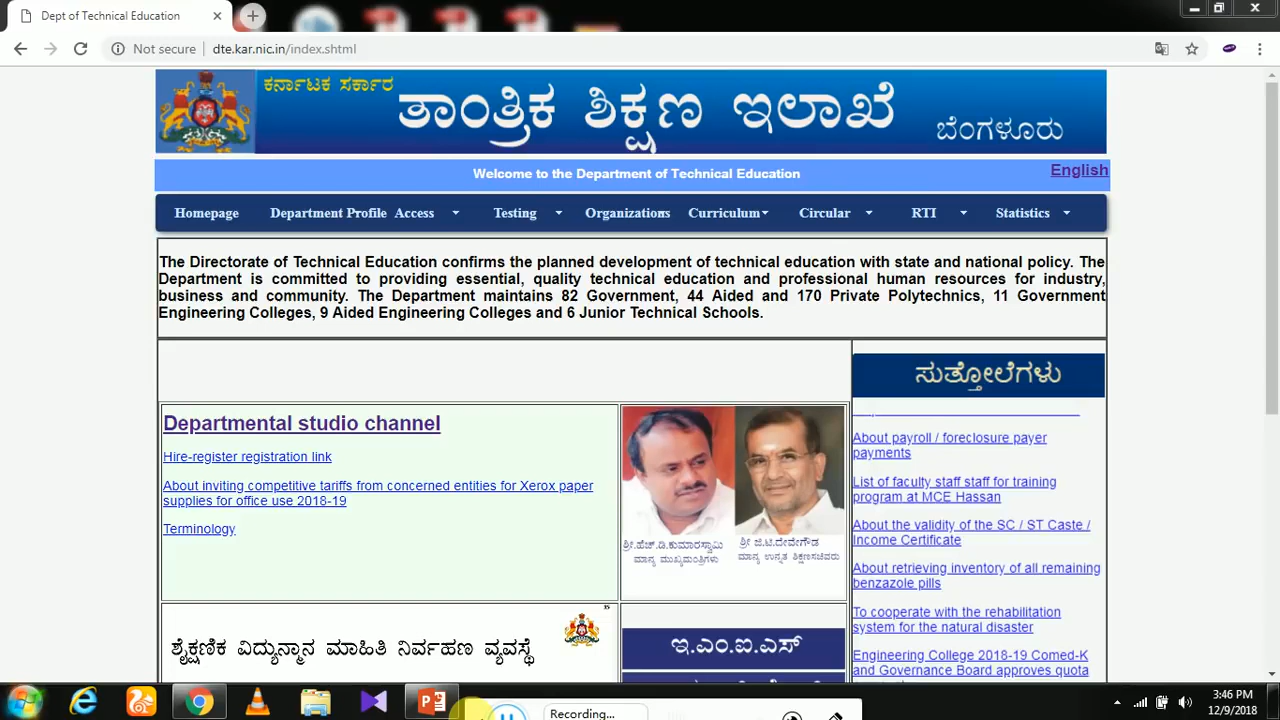 Dept of Technical Education
Not secure | dte.kar.nic.in/index.shtml
ಕರ್ನಾಟಕ ಸರ್ಕಾರ
ತಾಂತ್ರಿಕ ಶಿಕ್ಷಣ ಇಲಾಖೆ
ಬೆಂಗಳೂರು
Welcome to the Department of Technical Education
English
Homepage Department Profile Access Testing Organizations Curriculum Circular RTI Statistics
The Directorate of Technical Education confirms the planned development of technical education with state and national policy. The
Department is committed to providing essential, quality technical education and professional human resources for industry,
business and community. The Department maintains 82 Government, 44 Aided and 170 Private Polytechnics, 11 Government
Engineering Colleges, 9 Aided Engineering Colleges and 6 Junior Technical Schools.
Departmental studio channel
Hire-register registration link
About inviting competitive tariffs from concerned entities for Xerox paper
supplies for office use 2018-19
Terminology
ಶ್ರೀ.ಹೆಚ್.ಡಿ.ಕುಮಾರಸ್ವಾಮಿ
ಮಾನ್ಯ ಮುಖ್ಯಮಂತ್ರಿಗಳು
ಶ್ರೀ ಜಿ.ಟಿ.ದೇವೇಗೌಡ
ಮಾನ್ಯ ಉನ್ನತ ಶಿಕ್ಷಣಸಚಿವರು
ಸುತ್ತೋಲೆಗಳು
About payroll / foreclosure payer
payments
List of faculty staff staff for training
program at MCE Hassan
About the validity of the SC / ST Caste /
Income Certificate
About retrieving inventory of all remaining
benzazole pills
To cooperate with the rehabilitation
system for the natural disaster
Engineering College 2018-19 Comed-K
and Governance Board approves quota
ಶೈಕ್ಷಣಿಕ ವಿದ್ಯುನ್ಮಾನ ಮಾಹಿತಿ ನಿರ್ವಹಣ ವ್ಯವಸ್ಥೆ
ಇ.ಎಂ.ಐ.ಎಸ್
Recording...
3:46 PM
12/9/2018